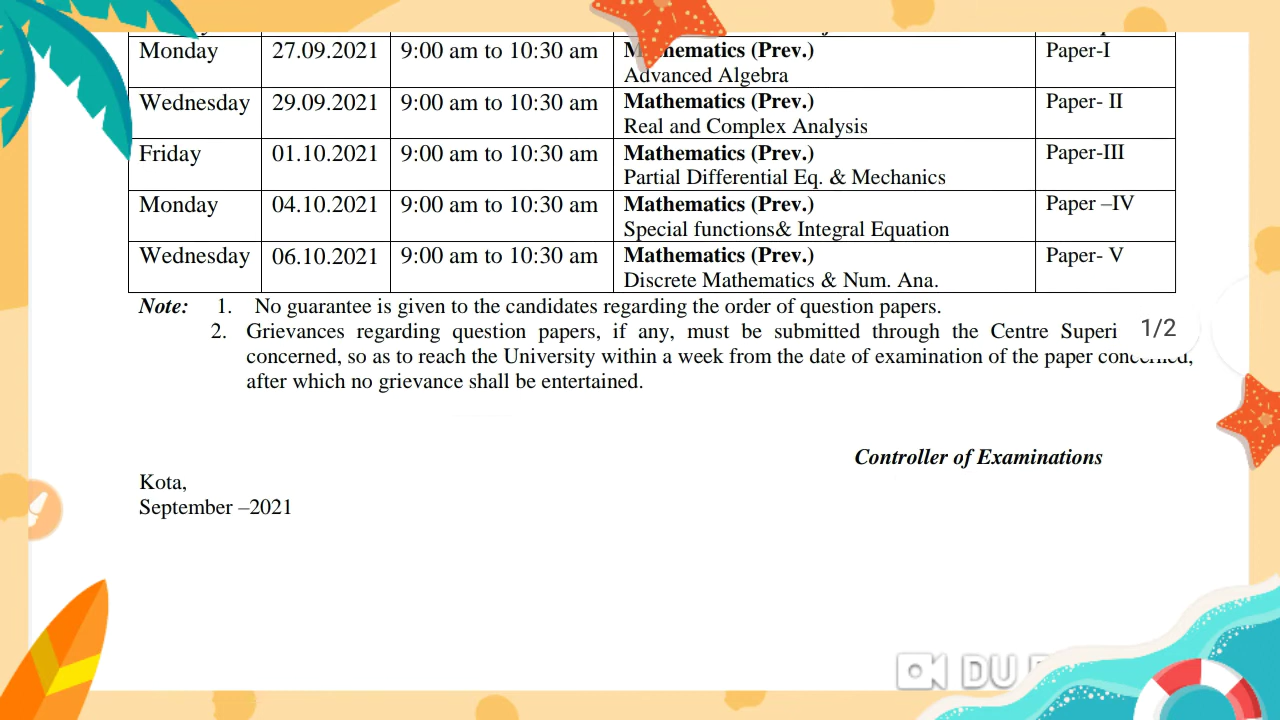 Monday 27.09.2021 9:00 am to 10:30 am Mathematics (Prev.) Paper-I
Advanced Algebra
Wednesday 29.09.2021 9:00 am to 10:30 am Mathematics (Prev.) Paper- II
Real and Complex Analysis
Friday 01.10.2021 9:00 am to 10:30 am Mathematics (Prev.) Paper-III
Partial Differential Eq. & Mechanics
Monday 04.10.2021 9:00 am to 10:30 am Mathematics (Prev.) Paper –IV
Special functions& Integral Equation
Wednesday 06.10.2021 9:00 am to 10:30 am Mathematics (Prev.) Paper- V
Discrete Mathematics & Num. Ana.
Note: 1. No guarantee is given to the candidates regarding the order of question papers.
2. Grievances regarding question papers, if any, must be submitted through the Centre Superi 1/2
concerned, so as to reach the University within a week from the date of examination of the paper concerned,
after which no grievance shall be entertained.
Controller of Examinations
Kota,
September –2021
DU